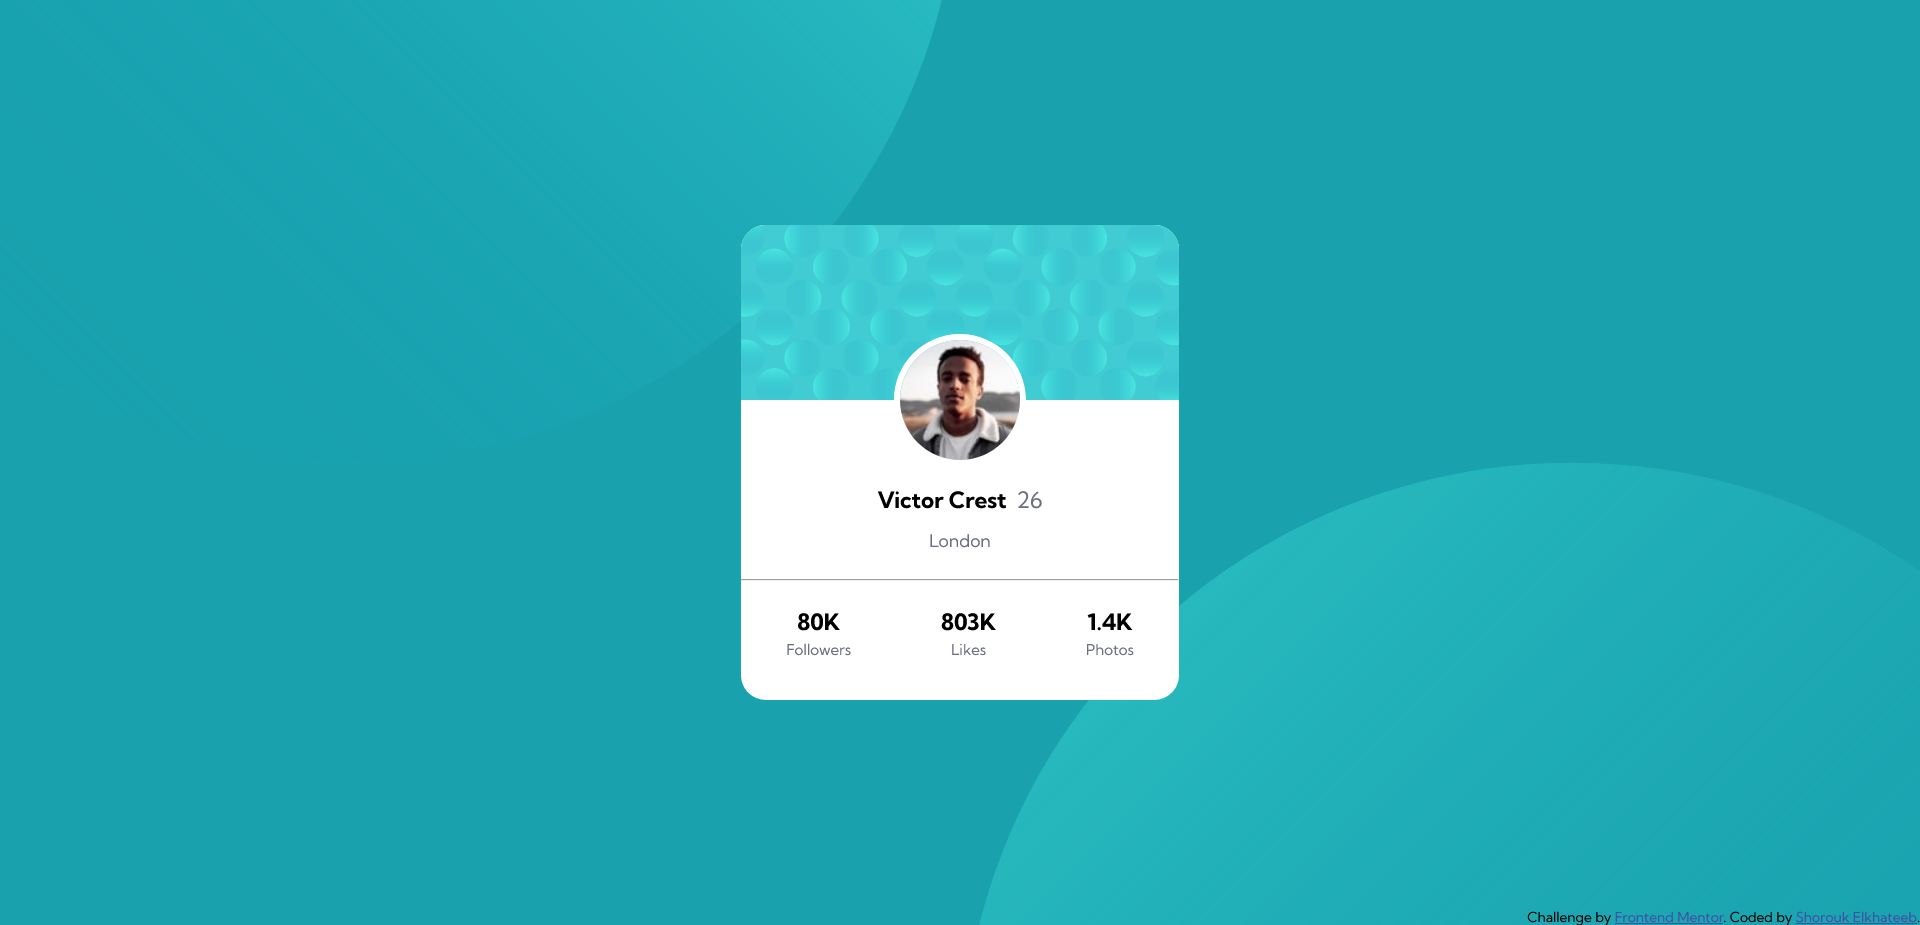 Victor Crest 26
London
80K 803K 1.4K
Followers Likes Photos
Challenge by Frontend Mentor. Coded by Shorouk Elkhateeb.